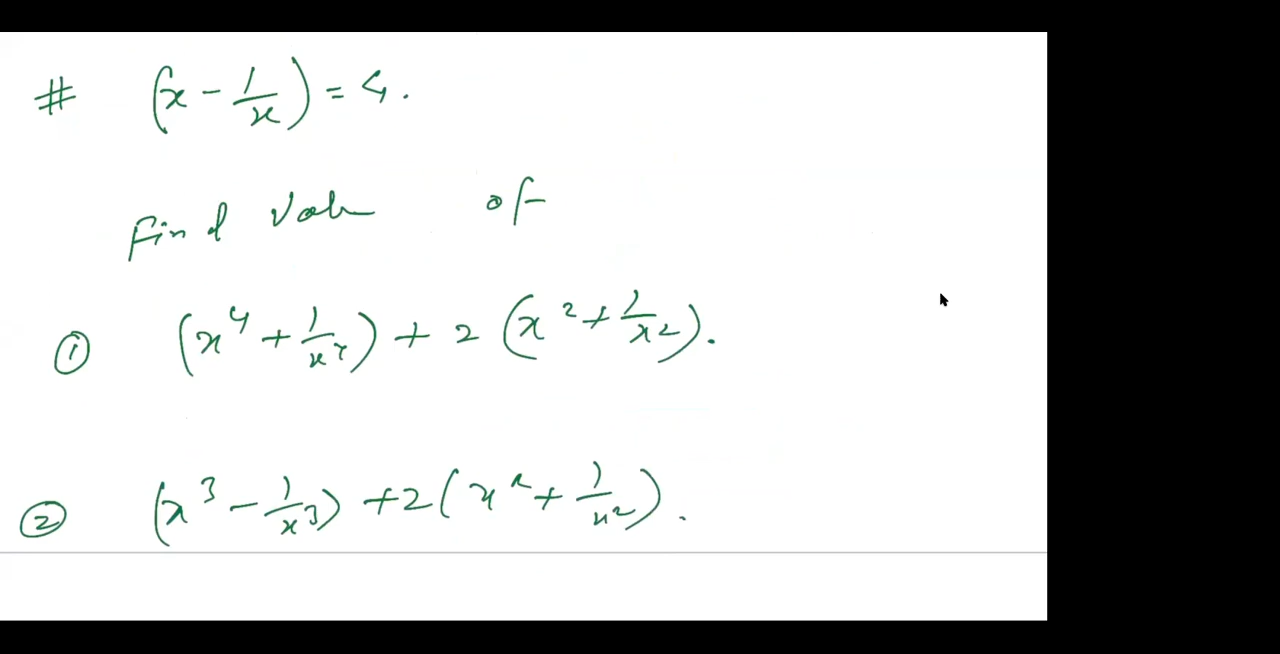 # (x - 1/x) = 4.
Find Value of
① (x⁴ + 1/x⁴) + 2 (x² + 1/x²).
② (x³ - 1/x³) + 2 (x² + 1/x²).